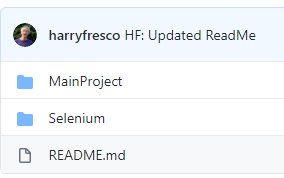 harryfresco HF: Updated ReadMe
MainProject
Selenium
README.md